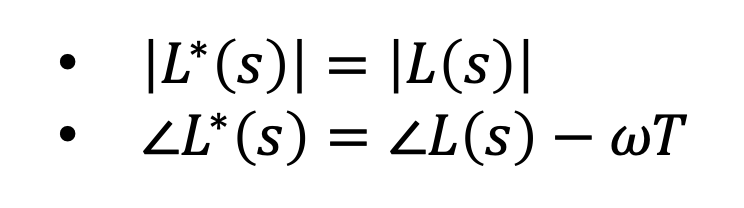 • |L*(s)| = |L(s)|
• ∠L*(s) = ∠L(s) − ωT